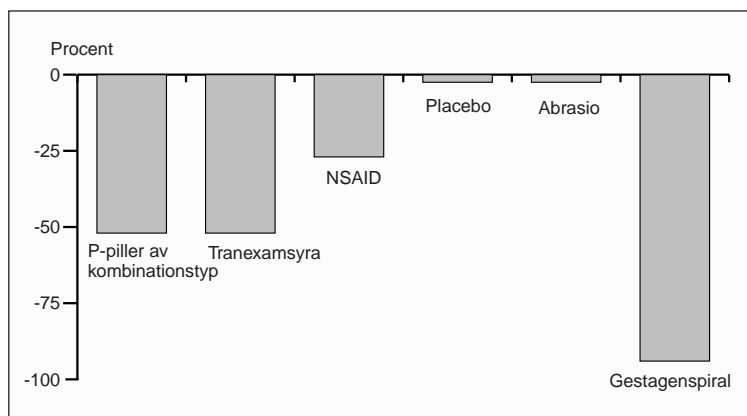 Procent
0
-25
-50
-75
-100
P-piller av
kombinationstyp
Tranexamsyra
NSAID
Placebo
Abrasio
Gestagenspiral